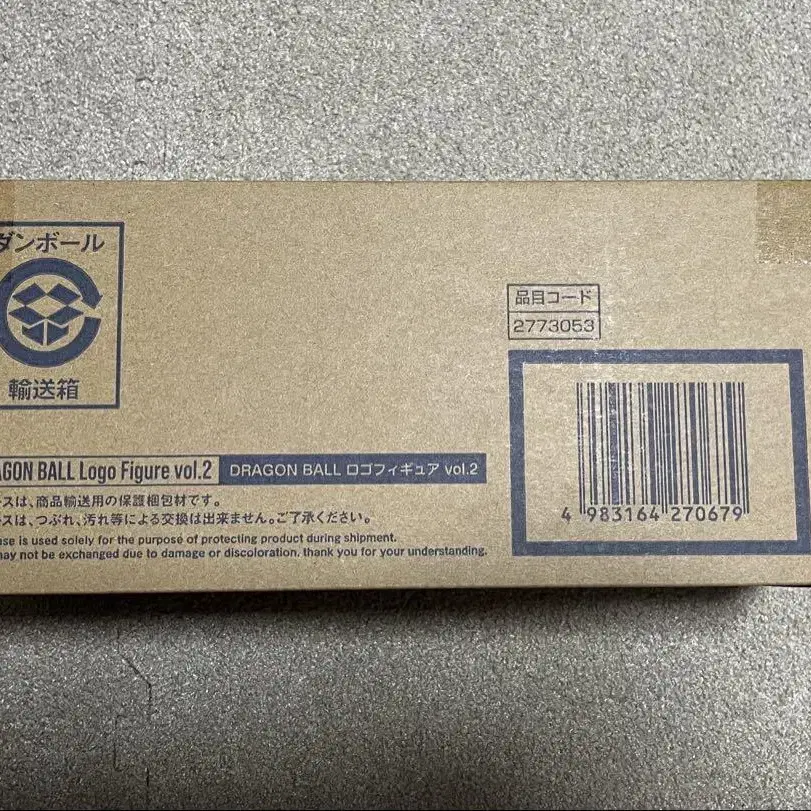 ダンボール
輸送箱
品目コード
2773053
AGON BALL Logo Figure vol.2
DRAGON BALL ロゴフィギュア vol.2
ースは、商品輸送用の保護梱包材です。
ースは、つぶれ、汚れ等による交換は出来ません。ご了承ください。
ase is used solely for the purpose of protecting product during shipment.
may not be exchanged due to damage or discoloration, thank you for your understanding.
4 983164 270679